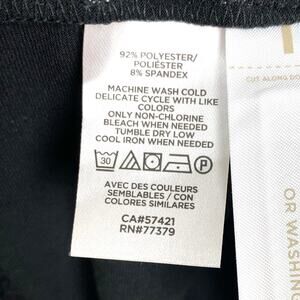 92% POLYESTER/
POLIÉSTER
8% SPANDEX
MACHINE WASH COLD
DELICATE CYCLE WITH LIKE
COLORS
ONLY NON-CHLORINE
BLEACH WHEN NEEDED
TUMBLE DRY LOW
COOL IRON WHEN NEEDED
30
P
AVEC DES COULEURS
SEMBLABLES / CON
COLORES SIMILARES
CA#57421
RN#77379
CUT ALONG DO
OR WASHING